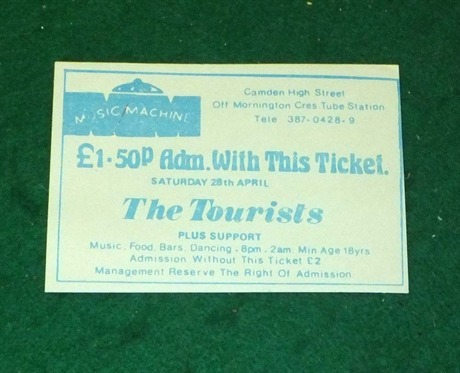 MUSIC MACHINE
Camden High Street
Off Mornington Cres Tube Station
Tele 387-0428-9
£1·50p Adm. With This Ticket.
SATURDAY 28th APRIL
The Tourists
PLUS SUPPORT
Music, Food, Bars, Dancing - 8pm - 2am. Min Age 18yrs
Admission Without This Ticket £2
Management Reserve The Right Of Admission